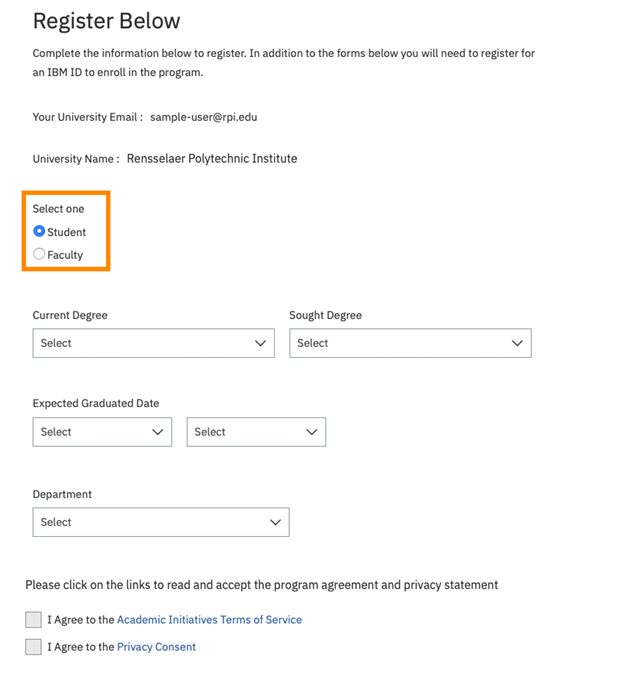 Register Below
Complete the information below to register. In addition to the forms below you will need to register for
an IBM ID to enroll in the program.
Your University Email : sample-user@rpi.edu
University Name : Rensselaer Polytechnic Institute
Select one
Student
Faculty
Current Degree Sought Degree
Select Select
Expected Graduated Date
Select Select
Department
Select
Please click on the links to read and accept the program agreement and privacy statement
I Agree to the Academic Initiatives Terms of Service
I Agree to the Privacy Consent